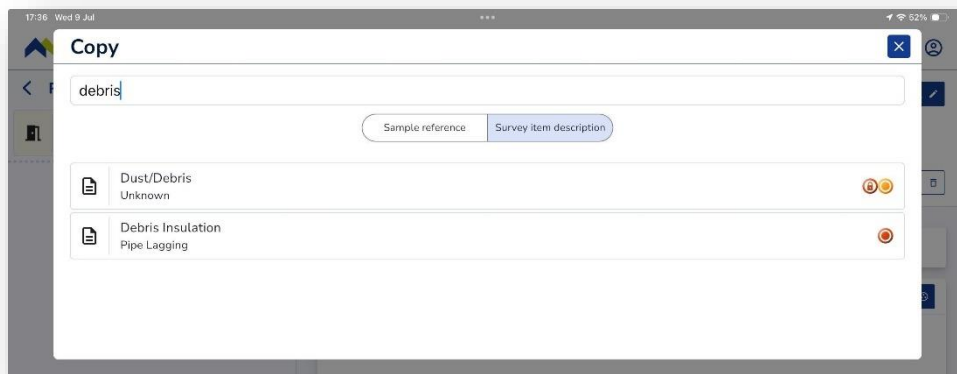 17:36 Wed 9 Jul
52%
Copy
debris
Sample reference
Survey item description
Dust/Debris
Unknown
Debris Insulation
Pipe Lagging